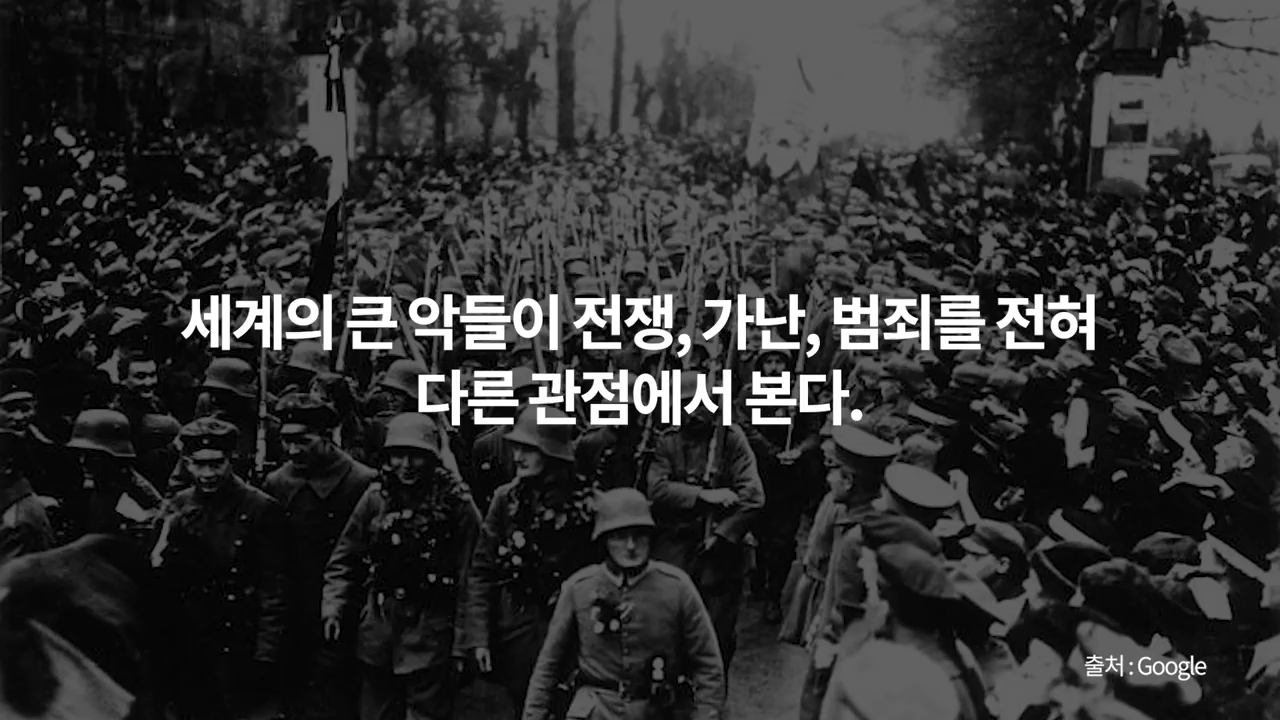 세계의 큰 악들이 전쟁, 가난, 범죄를 전혀
다른 관점에서 본다.
출처 : Google